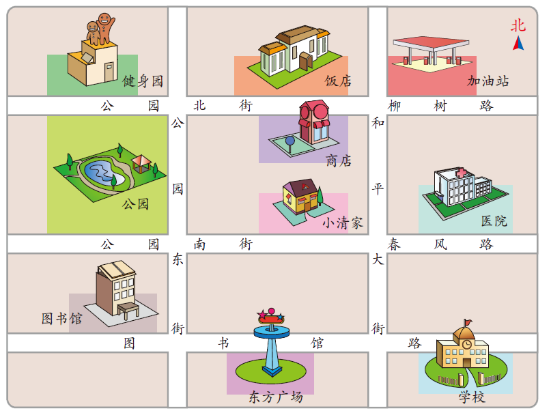 北
健身园
饭店
加油站
公园北街
柳树路
公园东街
和平大街
商店
公园
小清家
医院
公园南街
春风路
图书馆
图书馆路
东方广场
学校